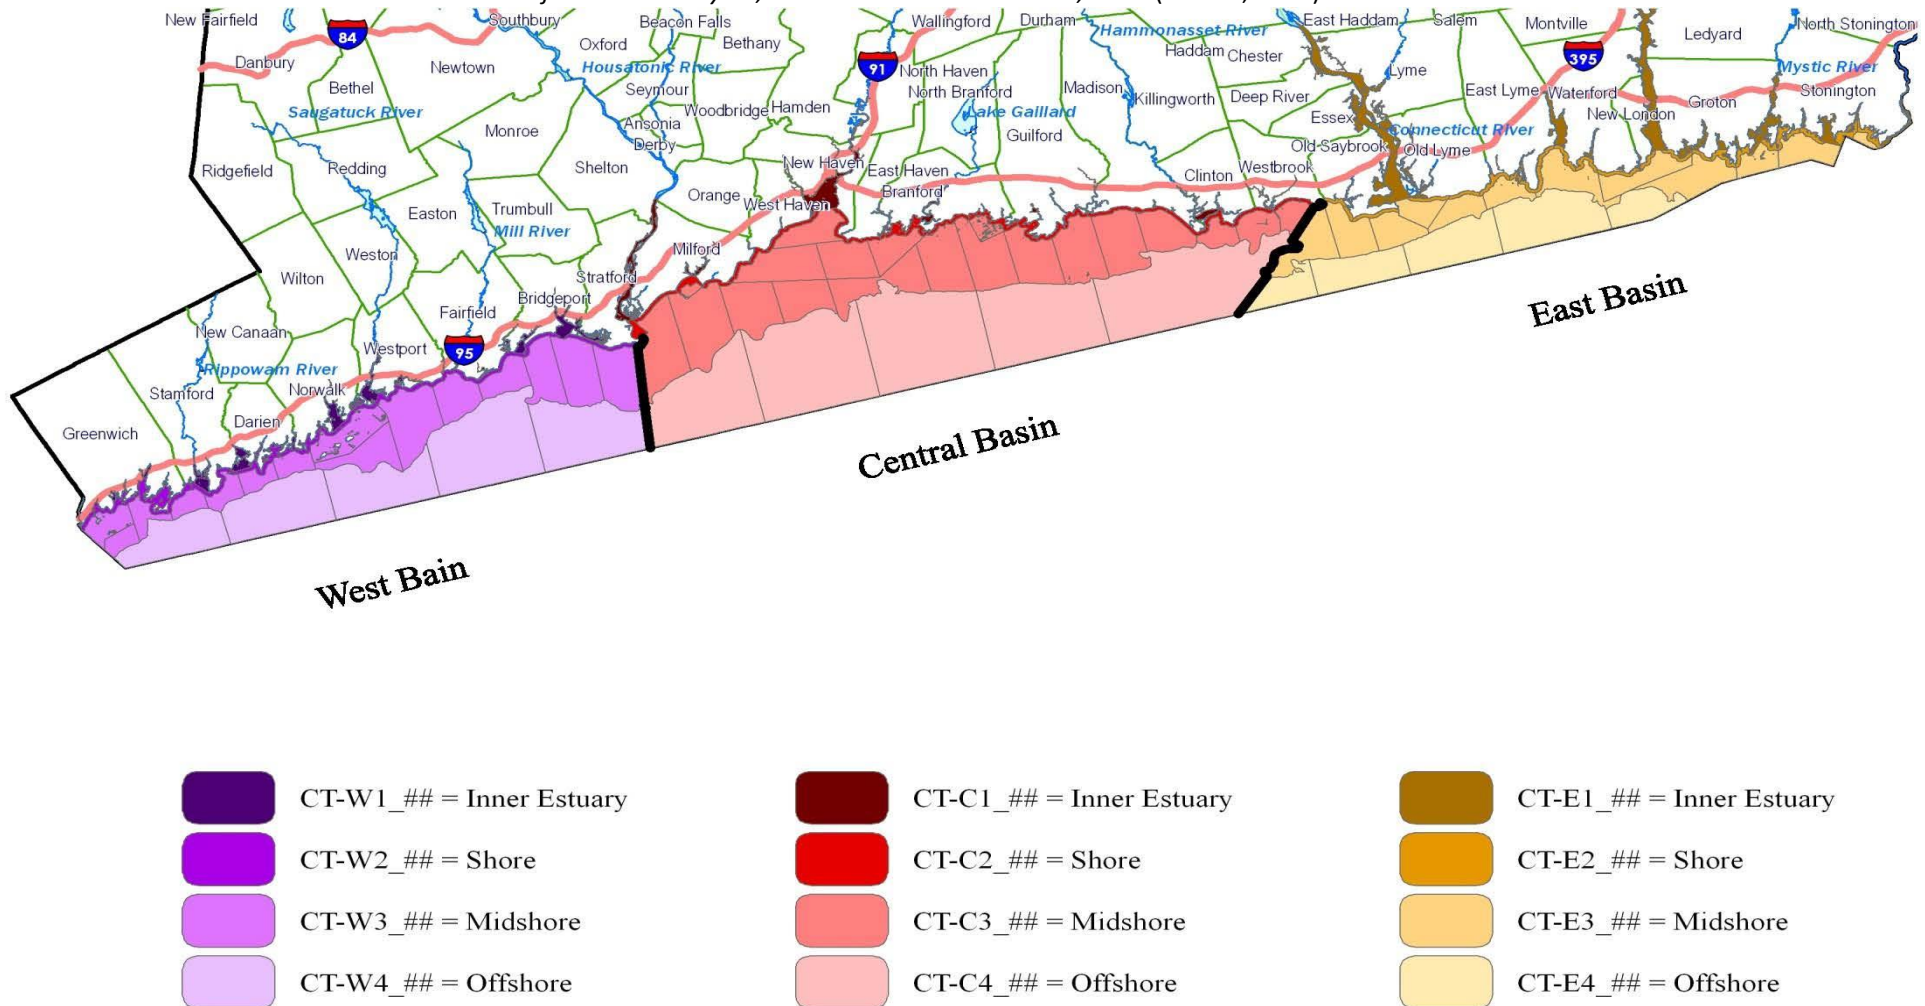 New Fairfield
Southbury
Beacon Falls
Wallingford
Durham
East Haddam
Salem
Montville
North Stonington
84
Oxford
Bethany
Hammonasset River
Haddam
Chester
395
Ledyard
Danbury
Newtown
Housatonic River
91
North Haven
Lyme
Mystic River
Bethel
Seymour
North Branford
Madison
Killingworth
Deep River
East Lyme
Waterford
Groton
Stonington
Saugatuck River
Woodbridge
Hamden
Lake Gaillard
Essex
New London
Monroe
Ansonia
Guilford
Connecticut River
Derby
Old Saybrook
Old Lyme
Ridgefield
Redding
Shelton
New Haven
East Haven
Clinton
Westbrook
Orange
West Haven
Branford
Easton
Trumbull
Mill River
Weston
Milford
Wilton
Stratford
Bridgeport
East Basin
Fairfield
New Canaan
Westport
95
Rippowam River
Stamford
Norwalk
Darien
Greenwich
Central Basin
West Bain
CT-W1_## = Inner Estuary
CT-W2_## = Shore
CT-W3_## = Midshore
CT-W4_## = Offshore
CT-C1_## = Inner Estuary
CT-C2_## = Shore
CT-C3_## = Midshore
CT-C4_## = Offshore
CT-E1_## = Inner Estuary
CT-E2_## = Shore
CT-E3_## = Midshore
CT-E4_## = Offshore